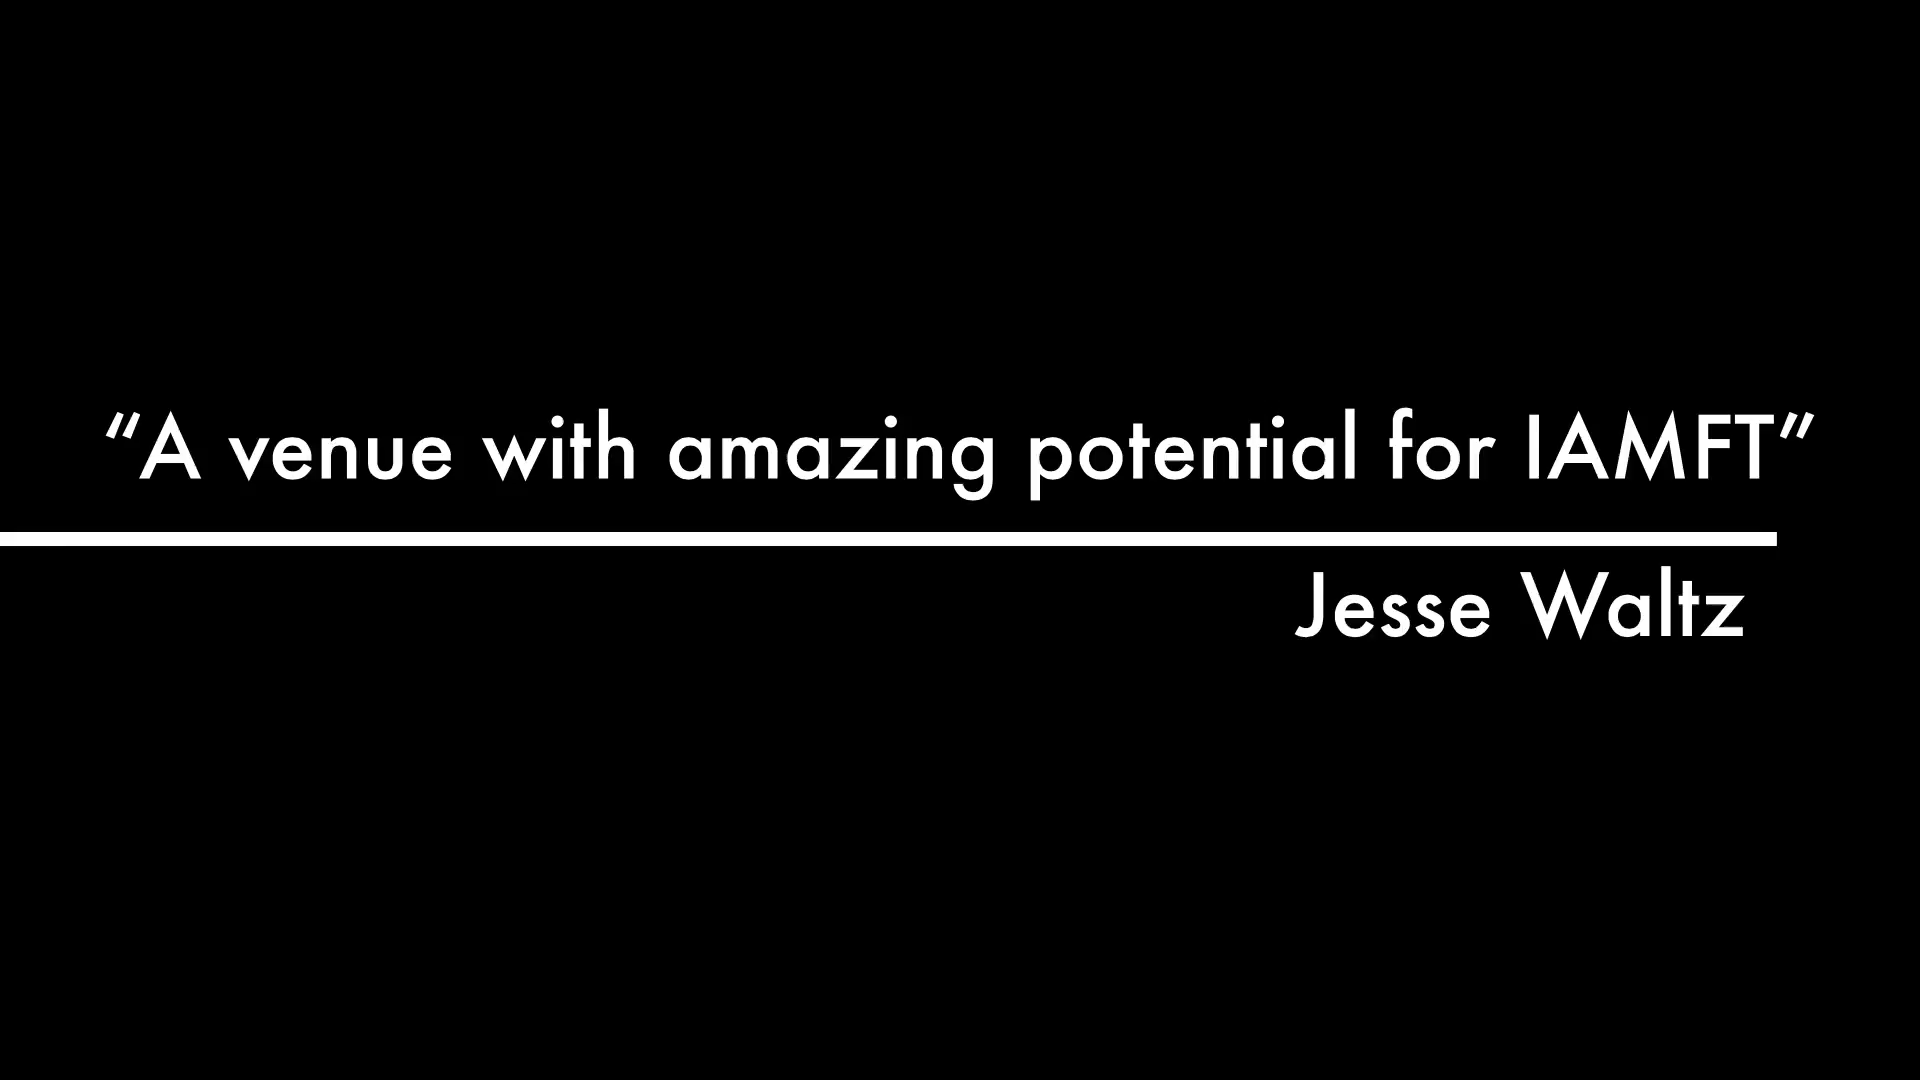 “A venue with amazing potential for IAMFT”
Jesse Waltz